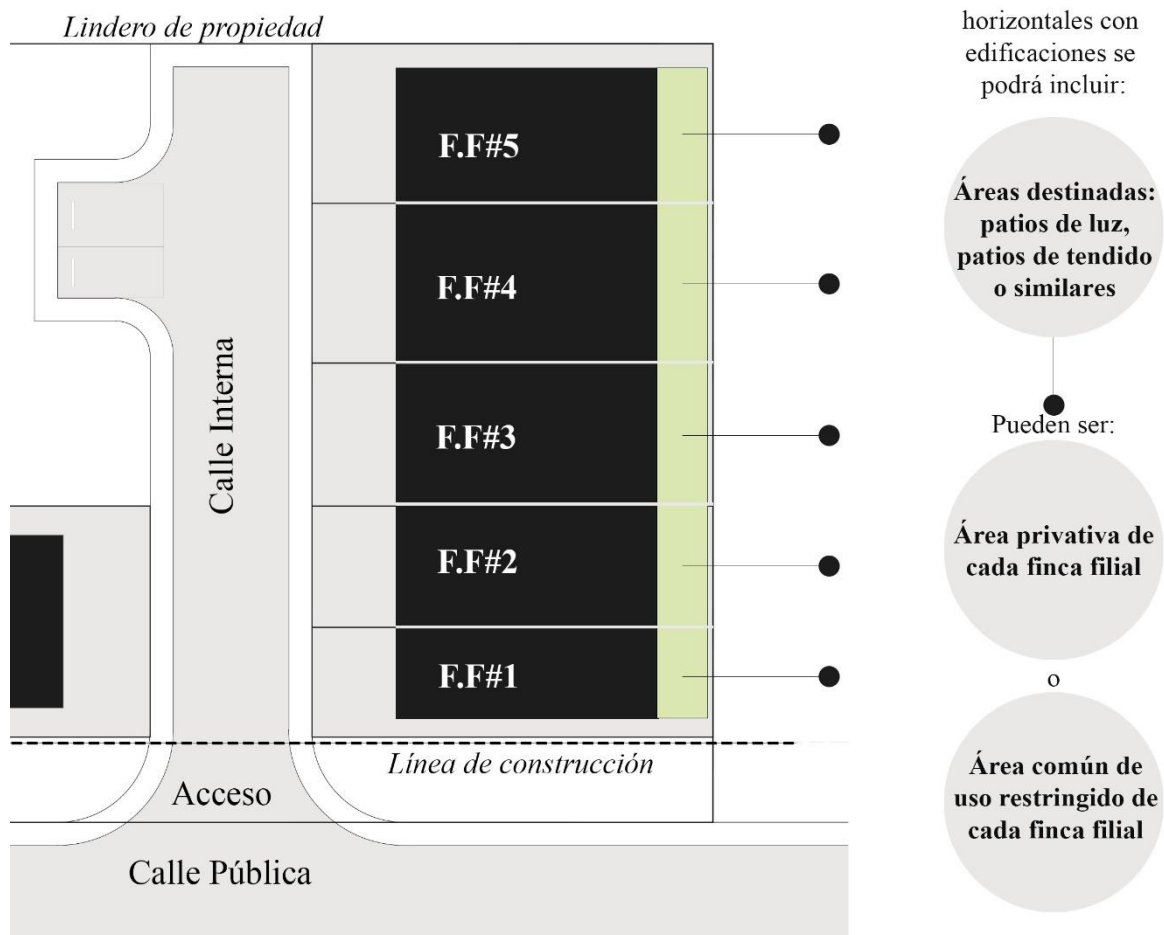 Lindero de propiedad
F.F#5
F.F#4
F.F#3
F.F#2
F.F#1
Calle Interna
Línea de construcción
Acceso
Calle Pública
horizontales con
edificaciones se
podrá incluir:
Áreas destinadas:
patios de luz,
patios de tendido
o similares
Pueden ser:
Área privativa de
cada finca filial
o
Área común de
uso restringido de
cada finca filial